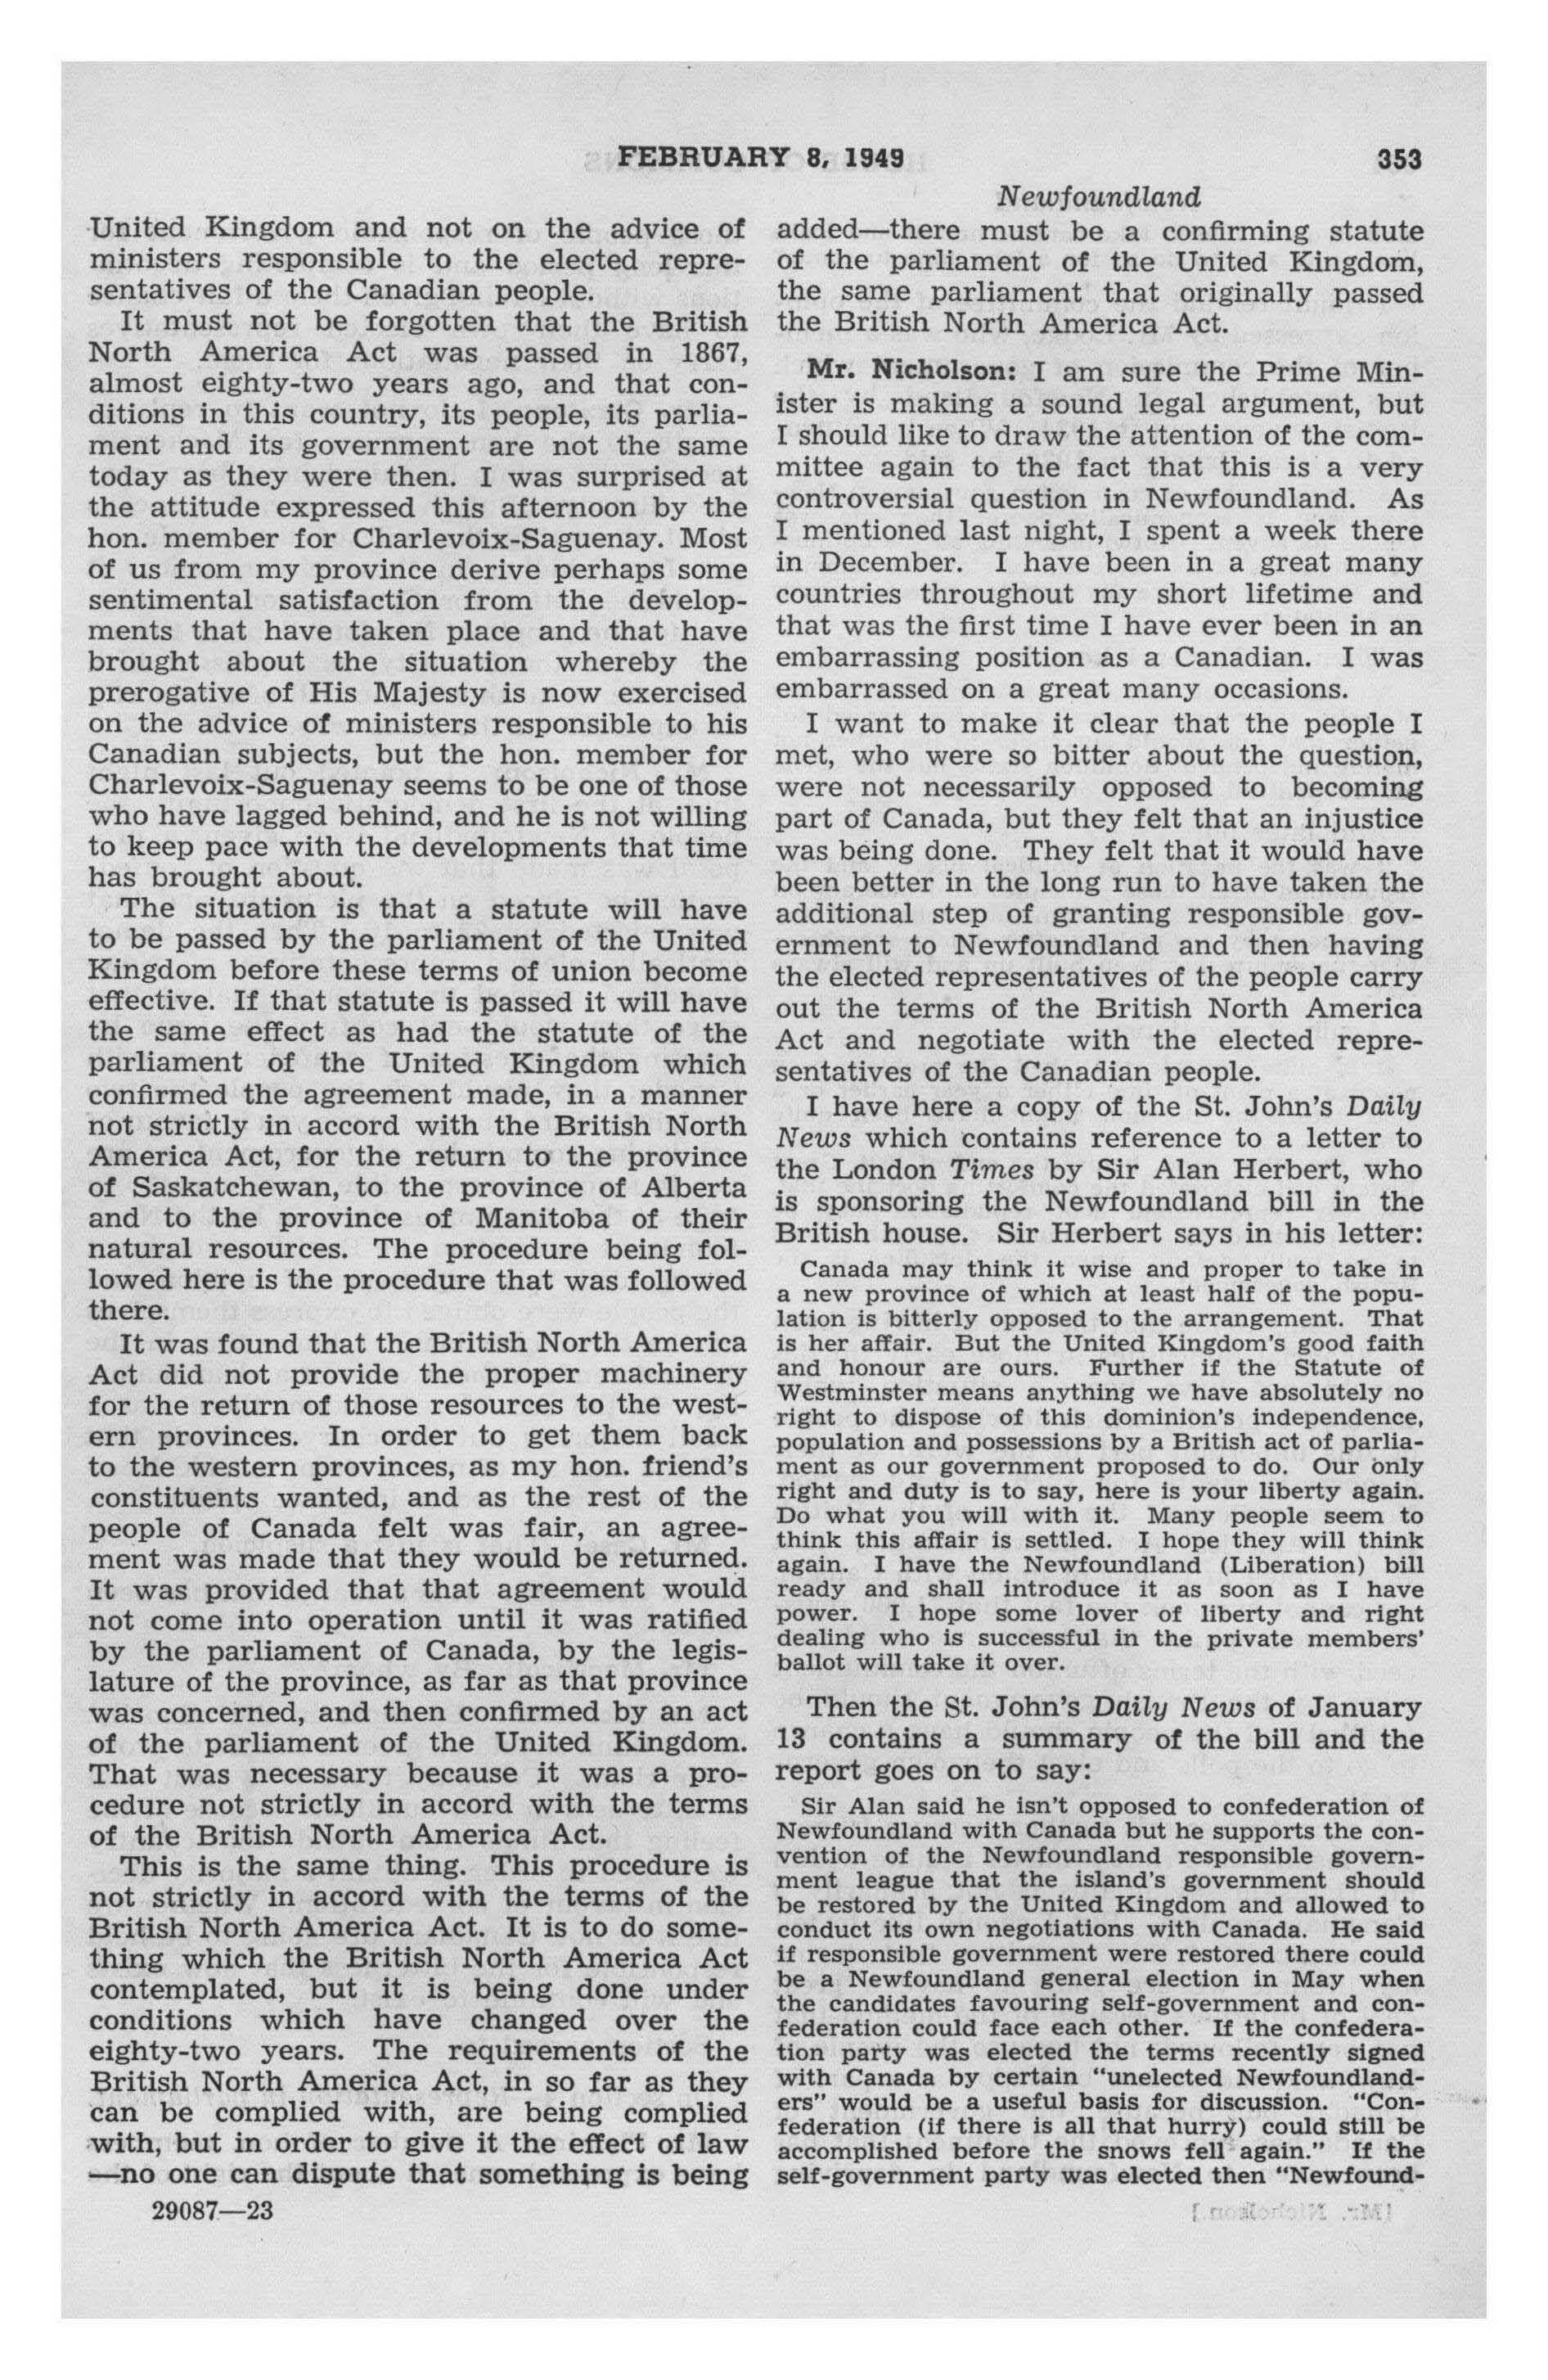 FEBRUARY 8, 1949
353
Newfoundland
United Kingdom and not on the advice of
ministers responsible to the elected repre-
sentatives of the Canadian people.
It must not be forgotten that the British
North America Act was passed in 1867,
almost eighty-two years ago, and that con-
ditions in this country, its people, its parlia-
ment and its government are not the same
today as they were then. I was surprised at
the attitude expressed this afternoon by the
hon. member for Charlevoix-Saguenay. Most
of us from my province derive perhaps some
sentimental satisfaction from the develop-
ments that have taken place and that have
brought about the situation whereby the
prerogative of His Majesty is now exercised
on the advice of ministers responsible to his
Canadian subjects, but the hon. member for
Charlevoix-Saguenay seems to be one of those
who have lagged behind, and he is not willing
to keep pace with the developments that time
has brought about.
The situation is that a statute will have
to be passed by the parliament of the United
Kingdom before these terms of union become
effective. If that statute is passed it will have
the same effect as had the statute of the
parliament of the United Kingdom which
confirmed the agreement made, in a manner
not strictly in accord with the British North
America Act, for the return to the province
of Saskatchewan, to the province of Alberta
and to the province of Manitoba of their
natural resources. The procedure being fol-
lowed here is the procedure that was followed
there.
It was found that the British North America
Act did not provide the proper machinery
for the return of those resources to the west-
ern provinces. In order to get them back
to the western provinces, as my hon. friend's
constituents wanted, and as the rest of the
people of Canada felt was fair, an agree-
ment was made that they would be returned.
It was provided that that agreement would
not come into operation until it was ratified
by the parliament of Canada, by the legis-
lature of the province, as far as that province
was concerned, and then confirmed by an act
of the parliament of the United Kingdom.
That was necessary because it was a pro-
cedure not strictly in accord with the terms
of the British North America Act.
This is the same thing. This procedure is
not strictly in accord with the terms of the
British North America Act. It is to do some-
thing which the British North America Act
contemplated, but it is being done under
conditions which have changed over the
eighty-two years. The requirements of the
British North America Act, in so far as they
can be complied with, are being complied
with, but in order to give it the effect of law
—no one can dispute that something is being
29087—23
added—there must be a confirming statute
of the parliament of the United Kingdom,
the same parliament that originally passed
the British North America Act.
Mr. Nicholson: I am sure the Prime Min-
ister is making a sound legal argument, but
I should like to draw the attention of the com-
mittee again to the fact that this is a very
controversial question in Newfoundland. As
I mentioned last night, I spent a week there
in December. I have been in a great many
countries throughout my short lifetime and
that was the first time I have ever been in an
embarrassing position as a Canadian. I was
embarrassed on a great many occasions.
I want to make it clear that the people I
met, who were so bitter about the question,
were not necessarily opposed to becoming
part of Canada, but they felt that an injustice
was being done. They felt that it would have
been better in the long run to have taken the
additional step of granting responsible gov-
ernment to Newfoundland and then having
the elected representatives of the people carry
out the terms of the British North America
Act and negotiate with the elected repre-
sentatives of the Canadian people.
I have here a copy of the St. John's Daily
News which contains reference to a letter to
the London Times by Sir Alan Herbert, who
is sponsoring the Newfoundland bill in the
British house. Sir Herbert says in his letter:
Canada may think it wise and proper to take in
a new province of which at least half of the popu-
lation is bitterly opposed to the arrangement. That
is her affair. But the United Kingdom's good faith
and honour are ours. Further if the Statute of
Westminster means anything we have absolutely no
right to dispose of this dominion's independence,
population and possessions by a British act of parlia-
ment as our government proposed to do. Our only
right and duty is to say, here is your liberty again.
Do what you will with it. Many people seem to
think this affair is settled. I hope they will think
again. I have the Newfoundland (Liberation) bill
ready and shall introduce it as soon as I have
power. I hope some lover of liberty and right
dealing who is successful in the private members'
ballot will take it over.
Then the St. John's Daily News of January
13 contains a summary of the bill and the
report goes on to say:
Sir Alan said he isn't opposed to confederation of
Newfoundland with Canada but he supports the con-
vention of the Newfoundland responsible govern-
ment league that the island's government should
be restored by the United Kingdom and allowed to
conduct its own negotiations with Canada. He said
if responsible government were restored there could
be a Newfoundland general election in May when
the candidates favouring self-government and con-
federation could face each other. If the confedera-
tion party was elected the terms recently signed
with Canada by certain "unelected Newfoundland-
ers" would be a useful basis for discussion. "Con-
federation (if there is all that hurry) could still be
accomplished before the snows fell again." If the
self-government party was elected then "Newfound-